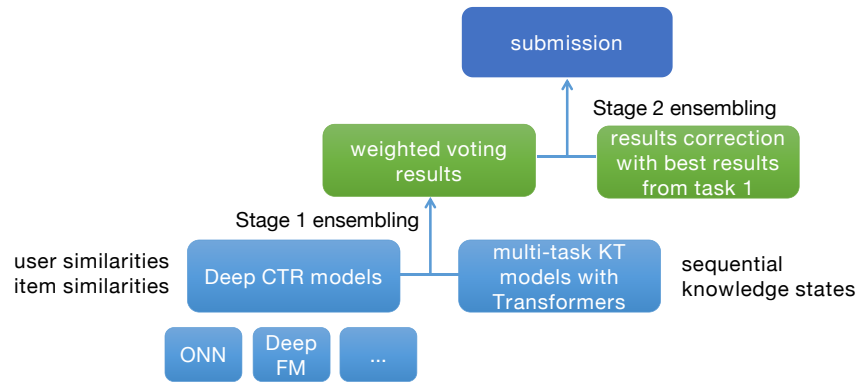 submission
Stage 2 ensembling
weighted voting
results
results correction
with best results
from task 1
Stage 1 ensembling
user similarities
item similarities
Deep CTR models
multi-task KT
models with
Transformers
sequential
knowledge states
ONN
Deep
FM
...